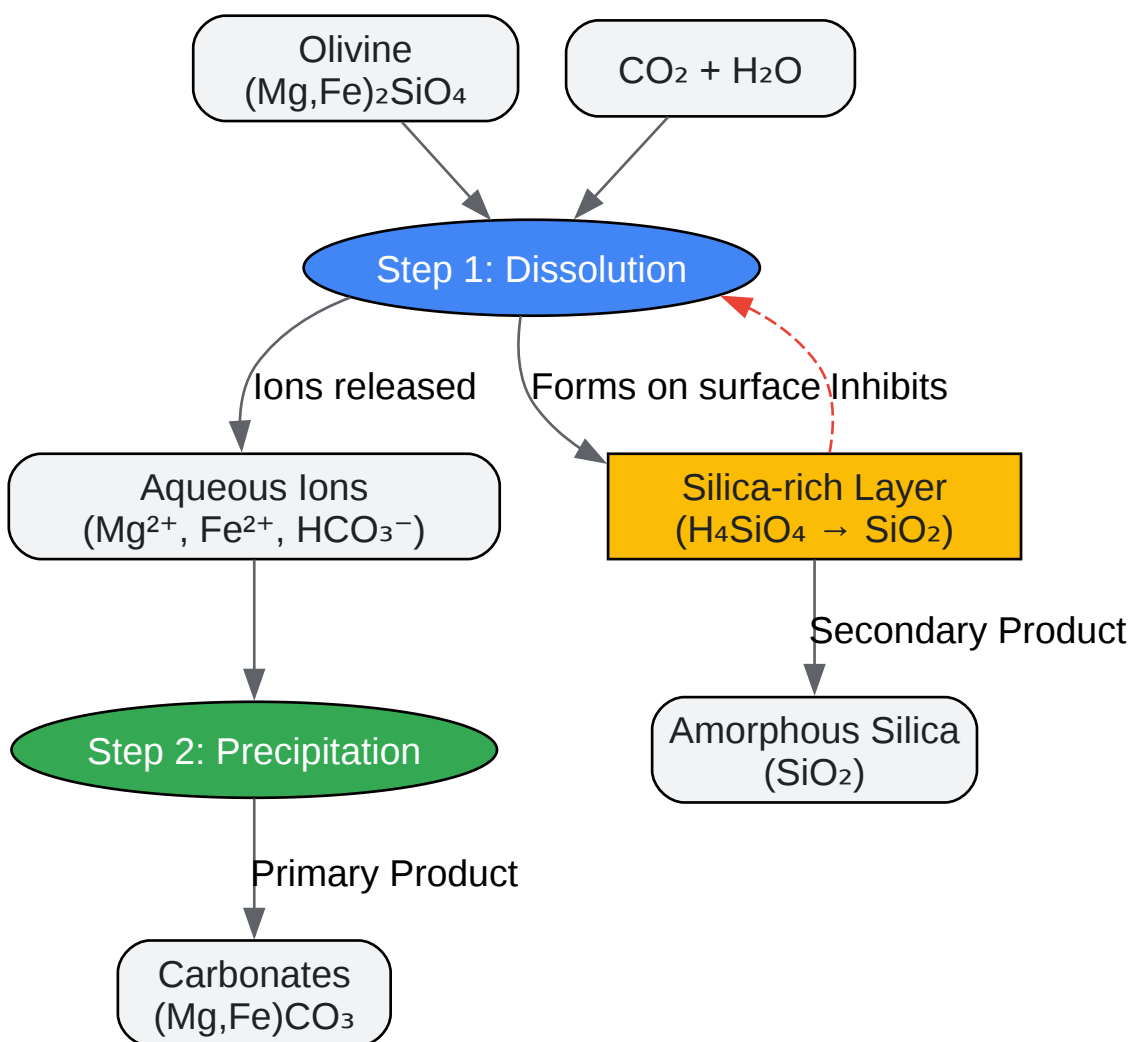 Olivine
(Mg,Fe)₂SiO₄
CO₂ + H₂O
Step 1: Dissolution
Ions released
Forms on surface
Inhibits
Aqueous Ions
(Mg²⁺, Fe²⁺, HCO₃⁻)
Silica-rich Layer
(H₄SiO₄ → SiO₂)
Secondary Product
Step 2: Precipitation
Amorphous Silica
(SiO₂)
Primary Product
Carbonates
(Mg,Fe)CO₃